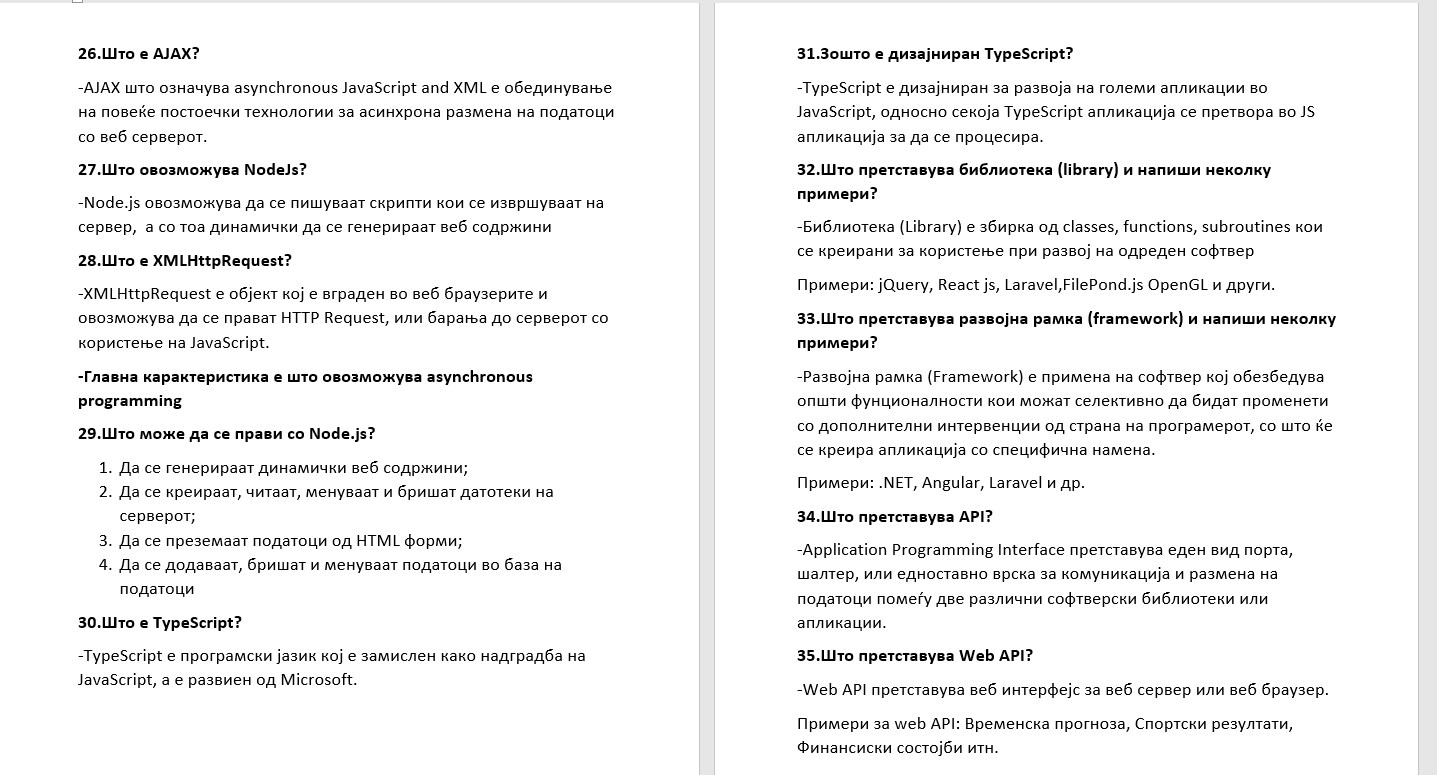 26.Што е AJAX?
-AJAX што означува asynchronous JavaScript and XML е обединување
на повеќе постоечки технологии за асинхрона размена на податоци
со веб серверот.
27.Што овозможува NodeJs?
-Node.js овозможува да се пишуваат скрипти кои се извршуваат на
сервер,  а со тоа динамички да се генерираат веб содржини
28.Што е XMLHttpRequest?
-XMLHttpRequest е објект кој е вграден во веб браузерите и
овозможува да се прават HTTP Request, или барања до серверот со
користење на JavaScript.
-Главна карактеристика е што овозможува asynchronous
programming
29.Што може да се прави со Node.js?
1. Да се генерираат динамички веб содржини;
2. Да се креираат, читаат, менуваат и бришат датотеки на
серверот;
3. Да се преземаат податоци од HTML форми;
4. Да се додаваат, бришат и менуваат податоци во база на
податоци
30.Што е TypeScript?
-TypeScript е програмски јазик кој е замислен како надградба на
JavaScript, а е развиен од Microsoft.
31.Зошто е дизајниран TypeScript?
-TypeScript е дизајниран за развоја на големи апликации во
JavaScript, односно секоја TypeScript апликација се претвора во JS
апликација за да се процесира.
32.Што претставува библиотека (library) и напиши неколку
примери?
-Библиотека (Library) е збирка од classes, functions, subroutines кои
се креирани за користење при развој на одреден софтвер
Примери: jQuery, React js, Laravel,FilePond.js OpenGL и други.
33.Што претставува развојна рамка (framework) и напиши неколку
примери?
-Развојна рамка (Framework) е примена на софтвер кој обезбедува
општи фунционалности кои можат селективно да бидат променети
со дополнителни интервенции од страна на програмерот, со што ќе
се креира апликација со специфична намена.
Примери: .NET, Angular, Laravel и др.
34.Што претставува API?
-Application Programming Interface претставува еден вид порта,
шалтер, или едноставно врска за комуникација и размена на
податоци помеѓу две различни софтверски библиотеки или
апликации.
35.Што претставува Web API?
-Web API претставува веб интерфејс за веб сервер или веб браузер.
Примери за web API: Временска прогноза, Спортски резултати,
Финансиски состојби итн.